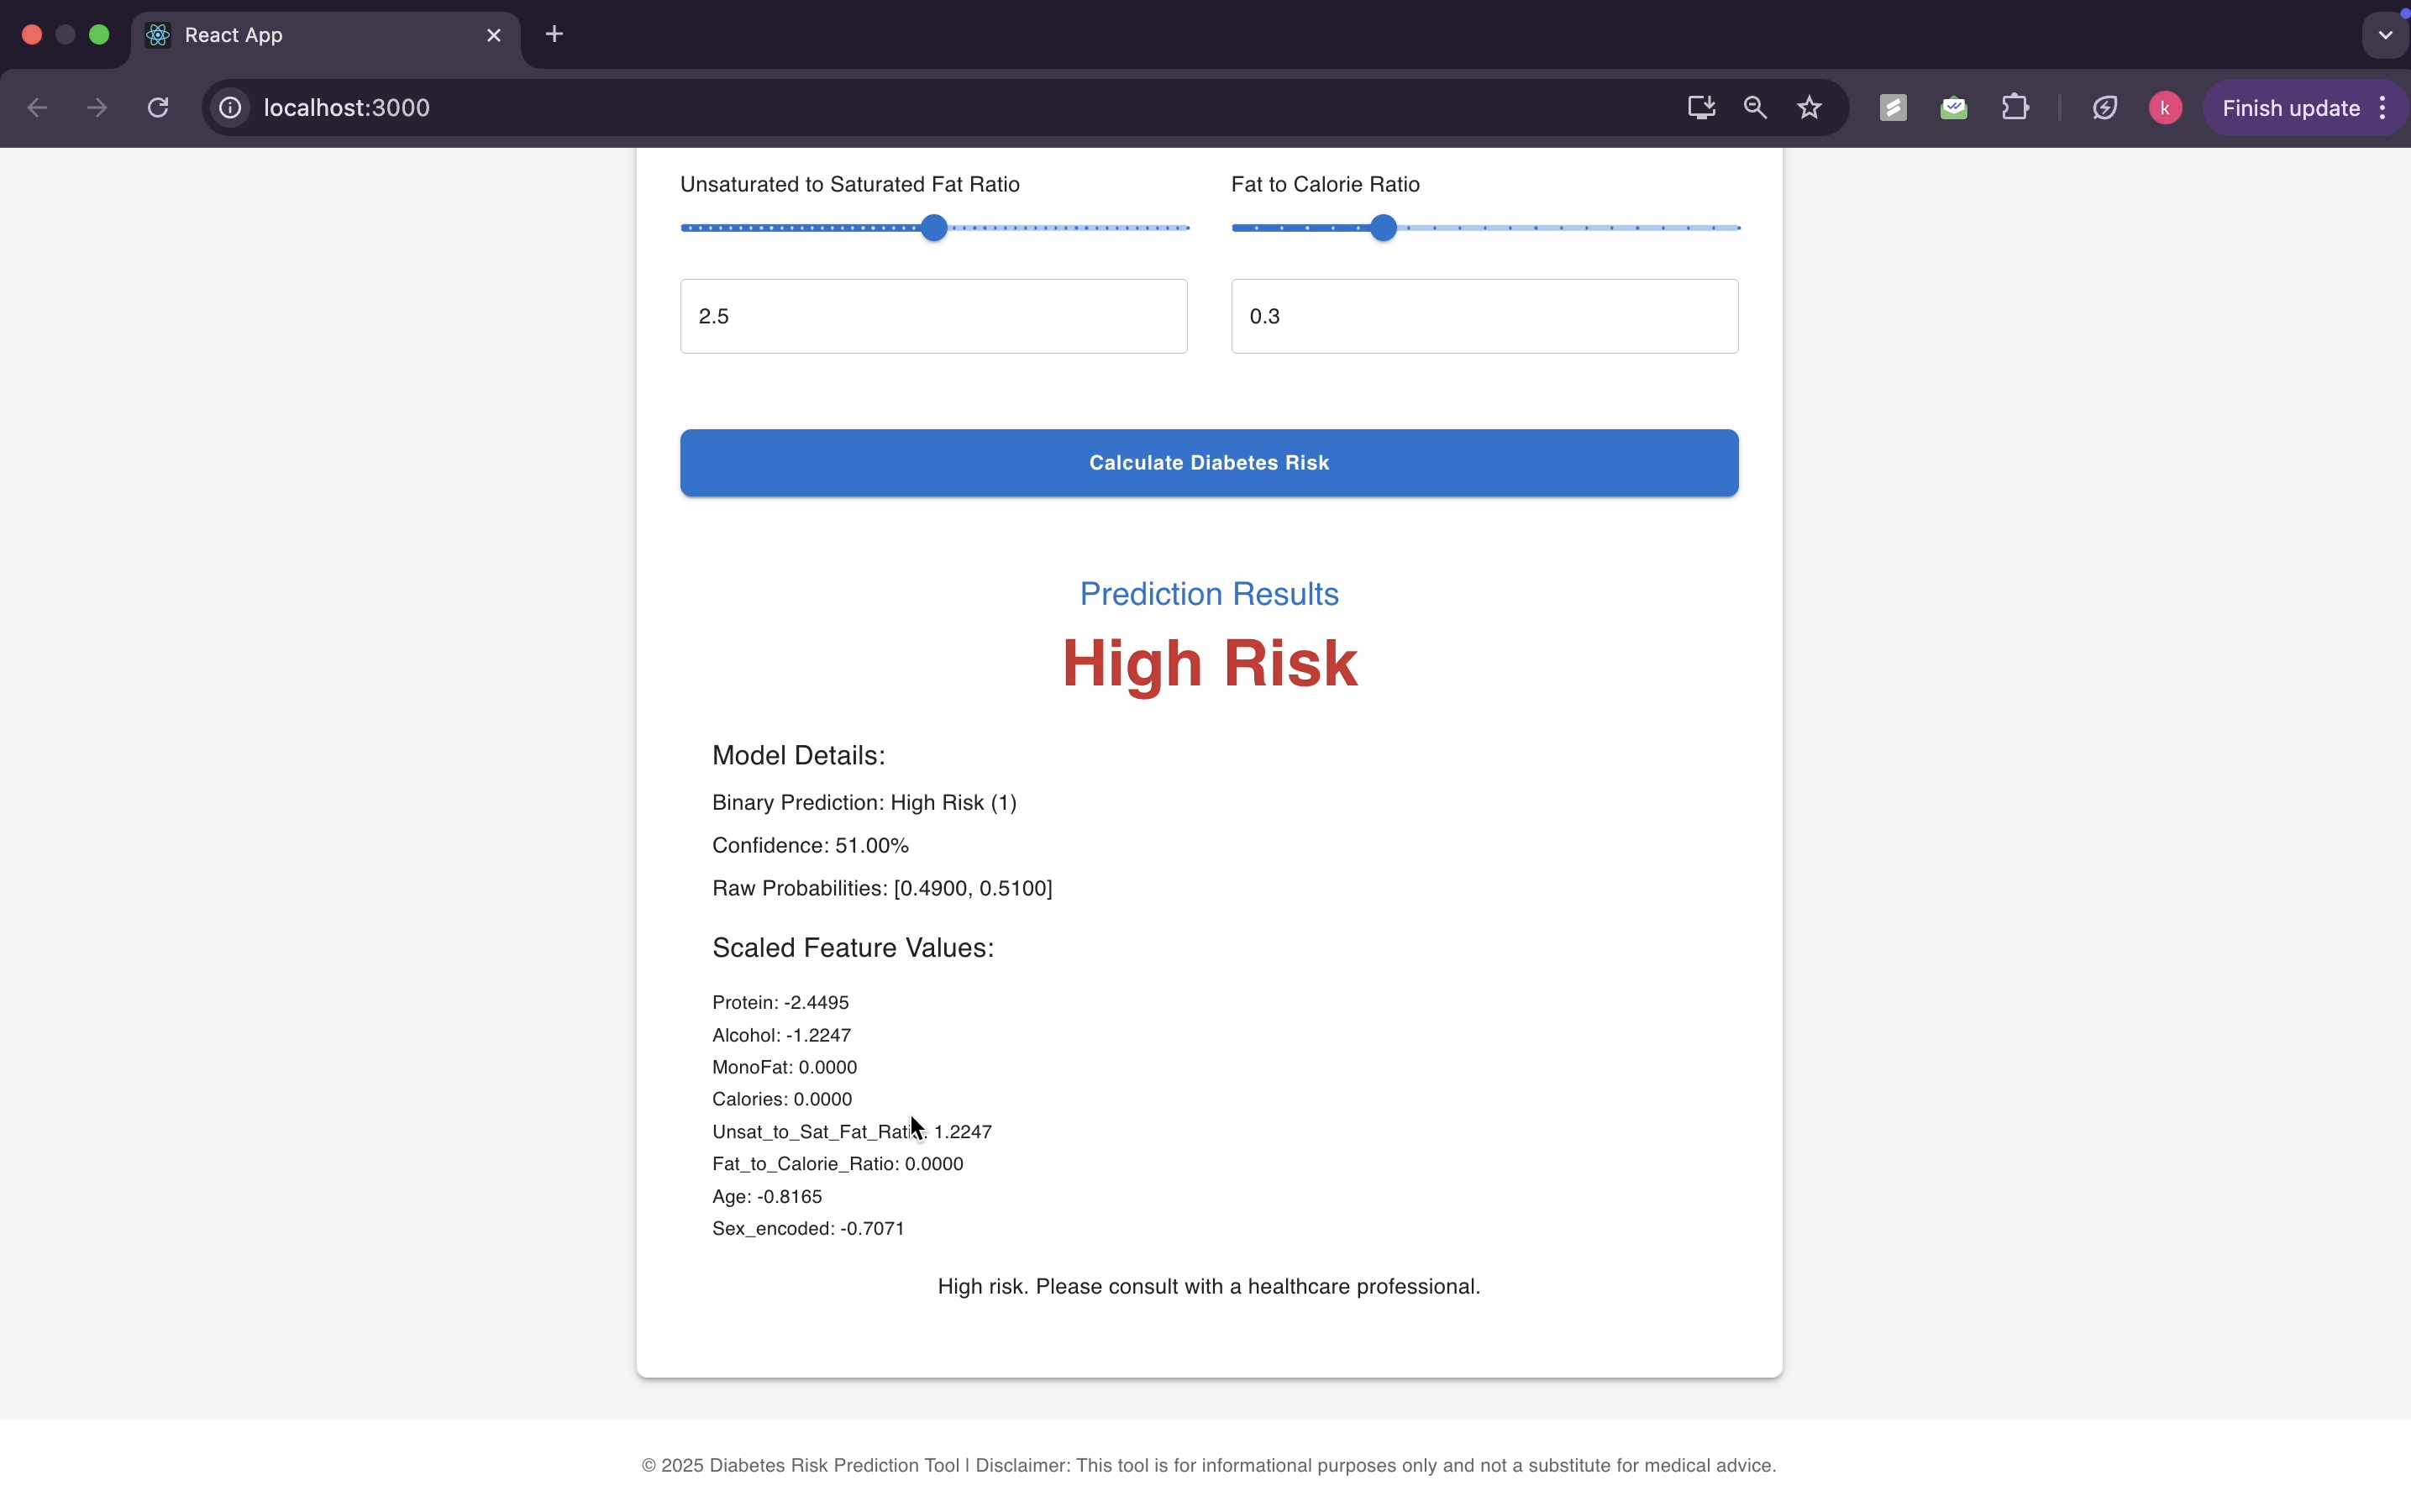 React App
localhost:3000
k
Finish update
Unsaturated to Saturated Fat Ratio
Fat to Calorie Ratio
2.5
0.3
Calculate Diabetes Risk
Prediction Results
High Risk
Model Details:
Binary Prediction: High Risk (1)
Confidence: 51.00%
Raw Probabilities: [0.4900, 0.5100]
Scaled Feature Values:
Protein: -2.4495
Alcohol: -1.2247
MonoFat: 0.0000
Calories: 0.0000
1.2247
Fat_to_Calorie_Ratio: 0.0000
Age: -0.8165
Sex_encoded: -0.7071
High risk. Please consult with a healthcare professional.
© 2025 Diabetes Risk Prediction Tool | Disclaimer: This tool is for informational purposes only and not a substitute for medical advice.